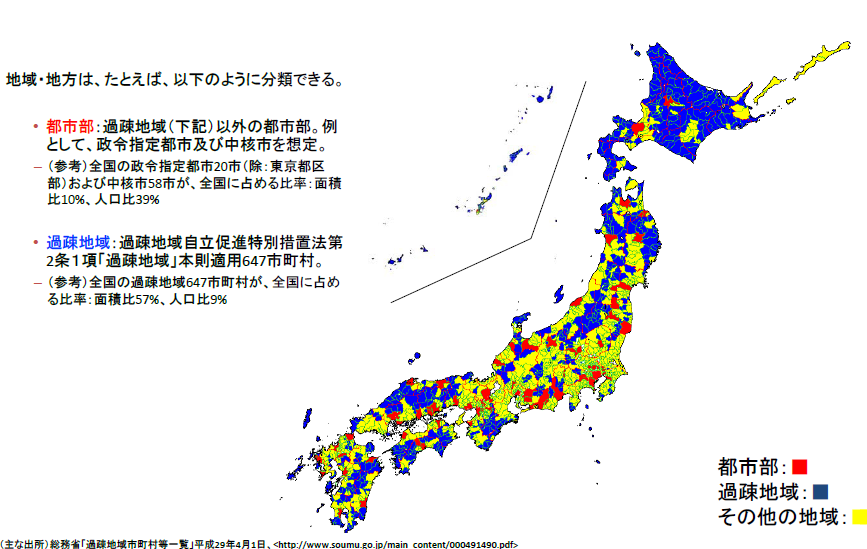 地域・地方は、たとえば、以下のように分類できる。
• 都市部：過疎地域（下記）以外の都市部。例
として、政令指定都市及び中核市を想定。
– （参考）全国の政令指定都市20市（除：東京都区
部）および中核市58市が、全国に占める比率：面積
比10%、人口比39%
• 過疎地域：過疎地域自立促進特別措置法第
2条１項「過疎地域」本則適用647市町村。
– （参考）全国の過疎地域647市町村が、全国に占め
る比率：面積比57%、人口比9%
都市部：
過疎地域：
その他の地域：
（主な出所）総務省「過疎地域市町村等一覧」平成29年4月1日、<http://www.soumu.go.jp/main_content/000491490.pdf>